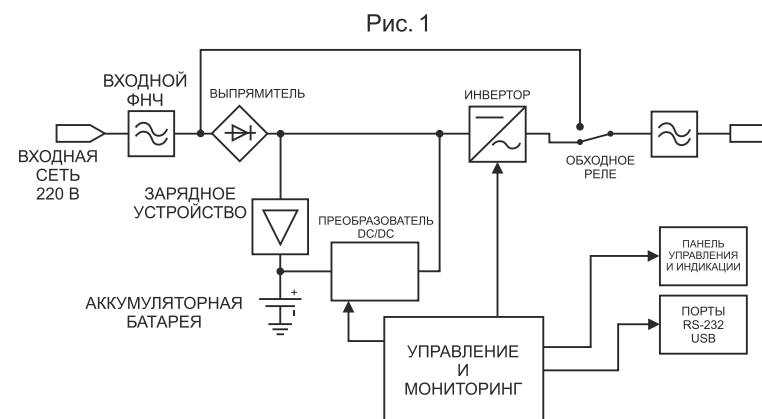 Рис. 1
ВХОДНОЙ
ФНЧ
ВЫПРЯМИТЕЛЬ
ИНВЕРТОР
ВХОДНАЯ
СЕТЬ
220 В
ОБХОДНОЕ
РЕЛЕ
ЗАРЯДНОЕ
УСТРОЙСТВО
ПРЕОБРАЗОВАТЕЛЬ
DC/DC
ПАНЕЛЬ
УПРАВЛЕНИЯ
И ИНДИКАЦИИ
+
АККУМУЛЯТОРНАЯ
БАТАРЕЯ
ПОРТЫ
RS-232
USB
УПРАВЛЕНИЕ
И
МОНИТОРИНГ